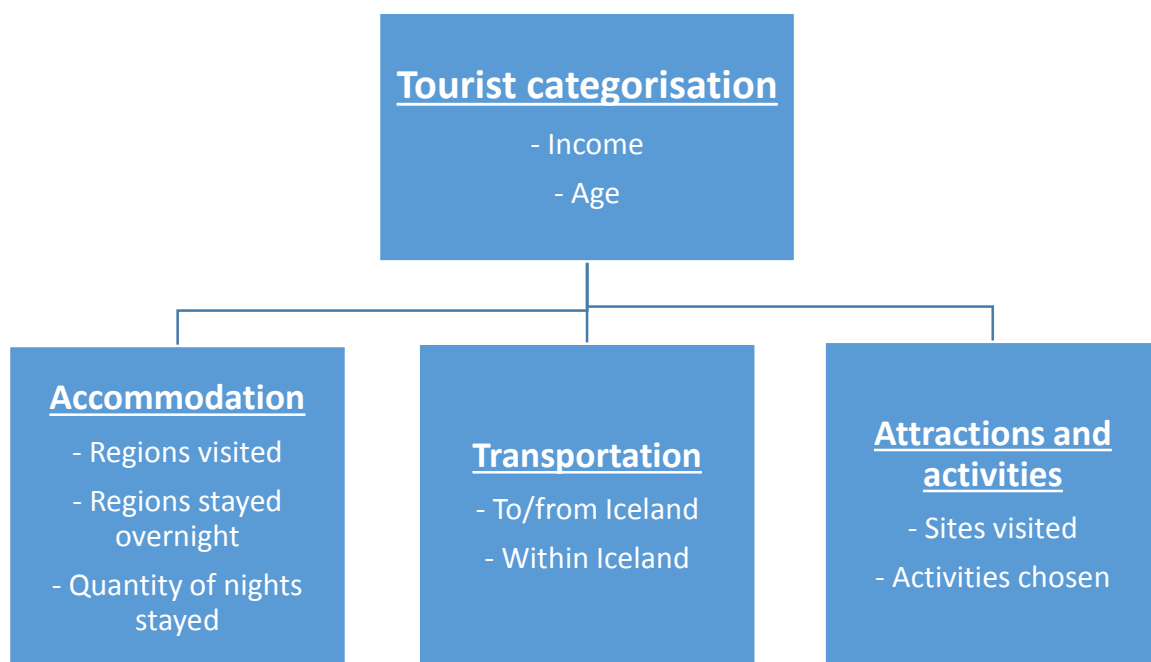 Tourist categorisation
- Income
- Age
Accommodation
- Regions visited
- Regions stayed
overnight
- Quantity of nights
stayed
Transportation
- To/from Iceland
- Within Iceland
Attractions and
activities
- Sites visited
- Activities chosen